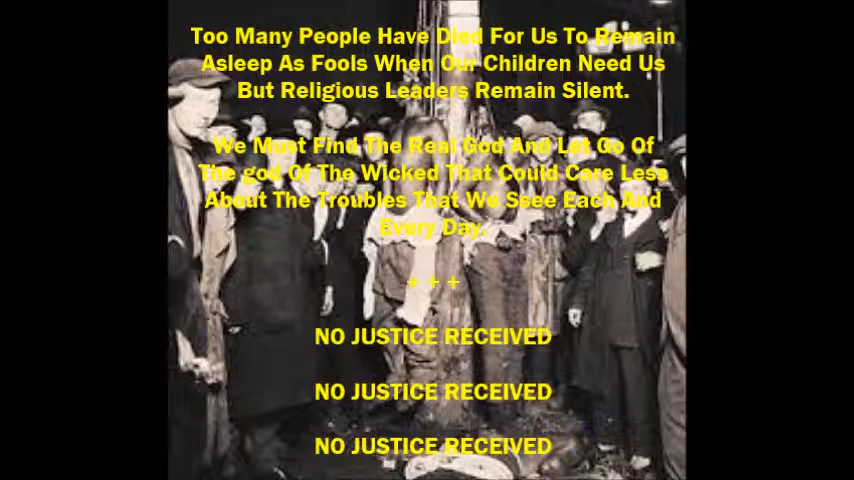 Too Many People Have Died For Us To Remain
Asleep As Fools When Our Children Need Us
But Religious Leaders Remain Silent.
We Must Find The Real God And Let Go Of
The god Of The Wicked That Could Care Less
About The Troubles That We Ssee Each And
Every Day.
+ + +
NO JUSTICE RECEIVED
NO JUSTICE RECEIVED
NO JUSTICE RECEIVED